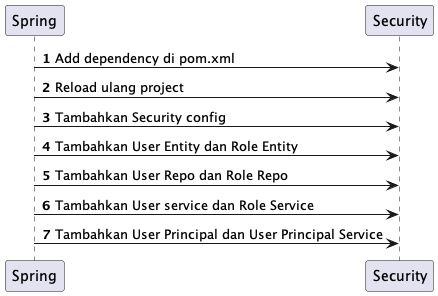 Spring Security
1 Add dependency di pom.xml
2 Reload ulang project
3 Tambahkan Security config
4 Tambahkan User Entity dan Role Entity
5 Tambahkan User Repo dan Role Repo
6 Tambahkan User service dan Role Service
7 Tambahkan User Principal dan User Principal Service
Spring Security